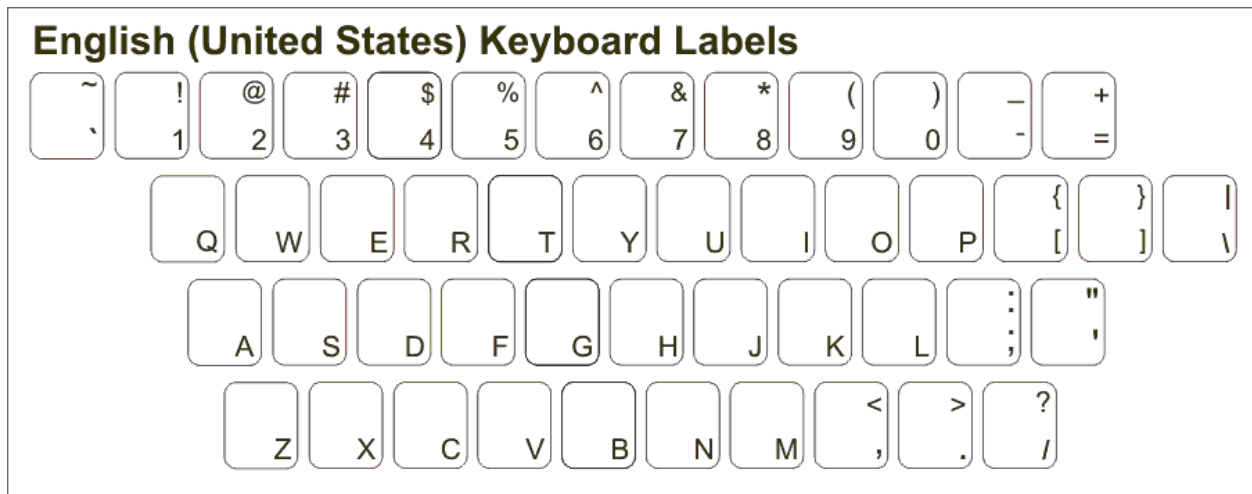 English (United States) Keyboard Labels
~ ! @ # $ % ^ & * ( ) _ +
` 1 2 3 4 5 6 7 8 9 0 - =
{ } |
Q W E R T Y U I O P [ ] \
: "
A S D F G H J K L ; '
< > ?
Z X C V B N M , . /